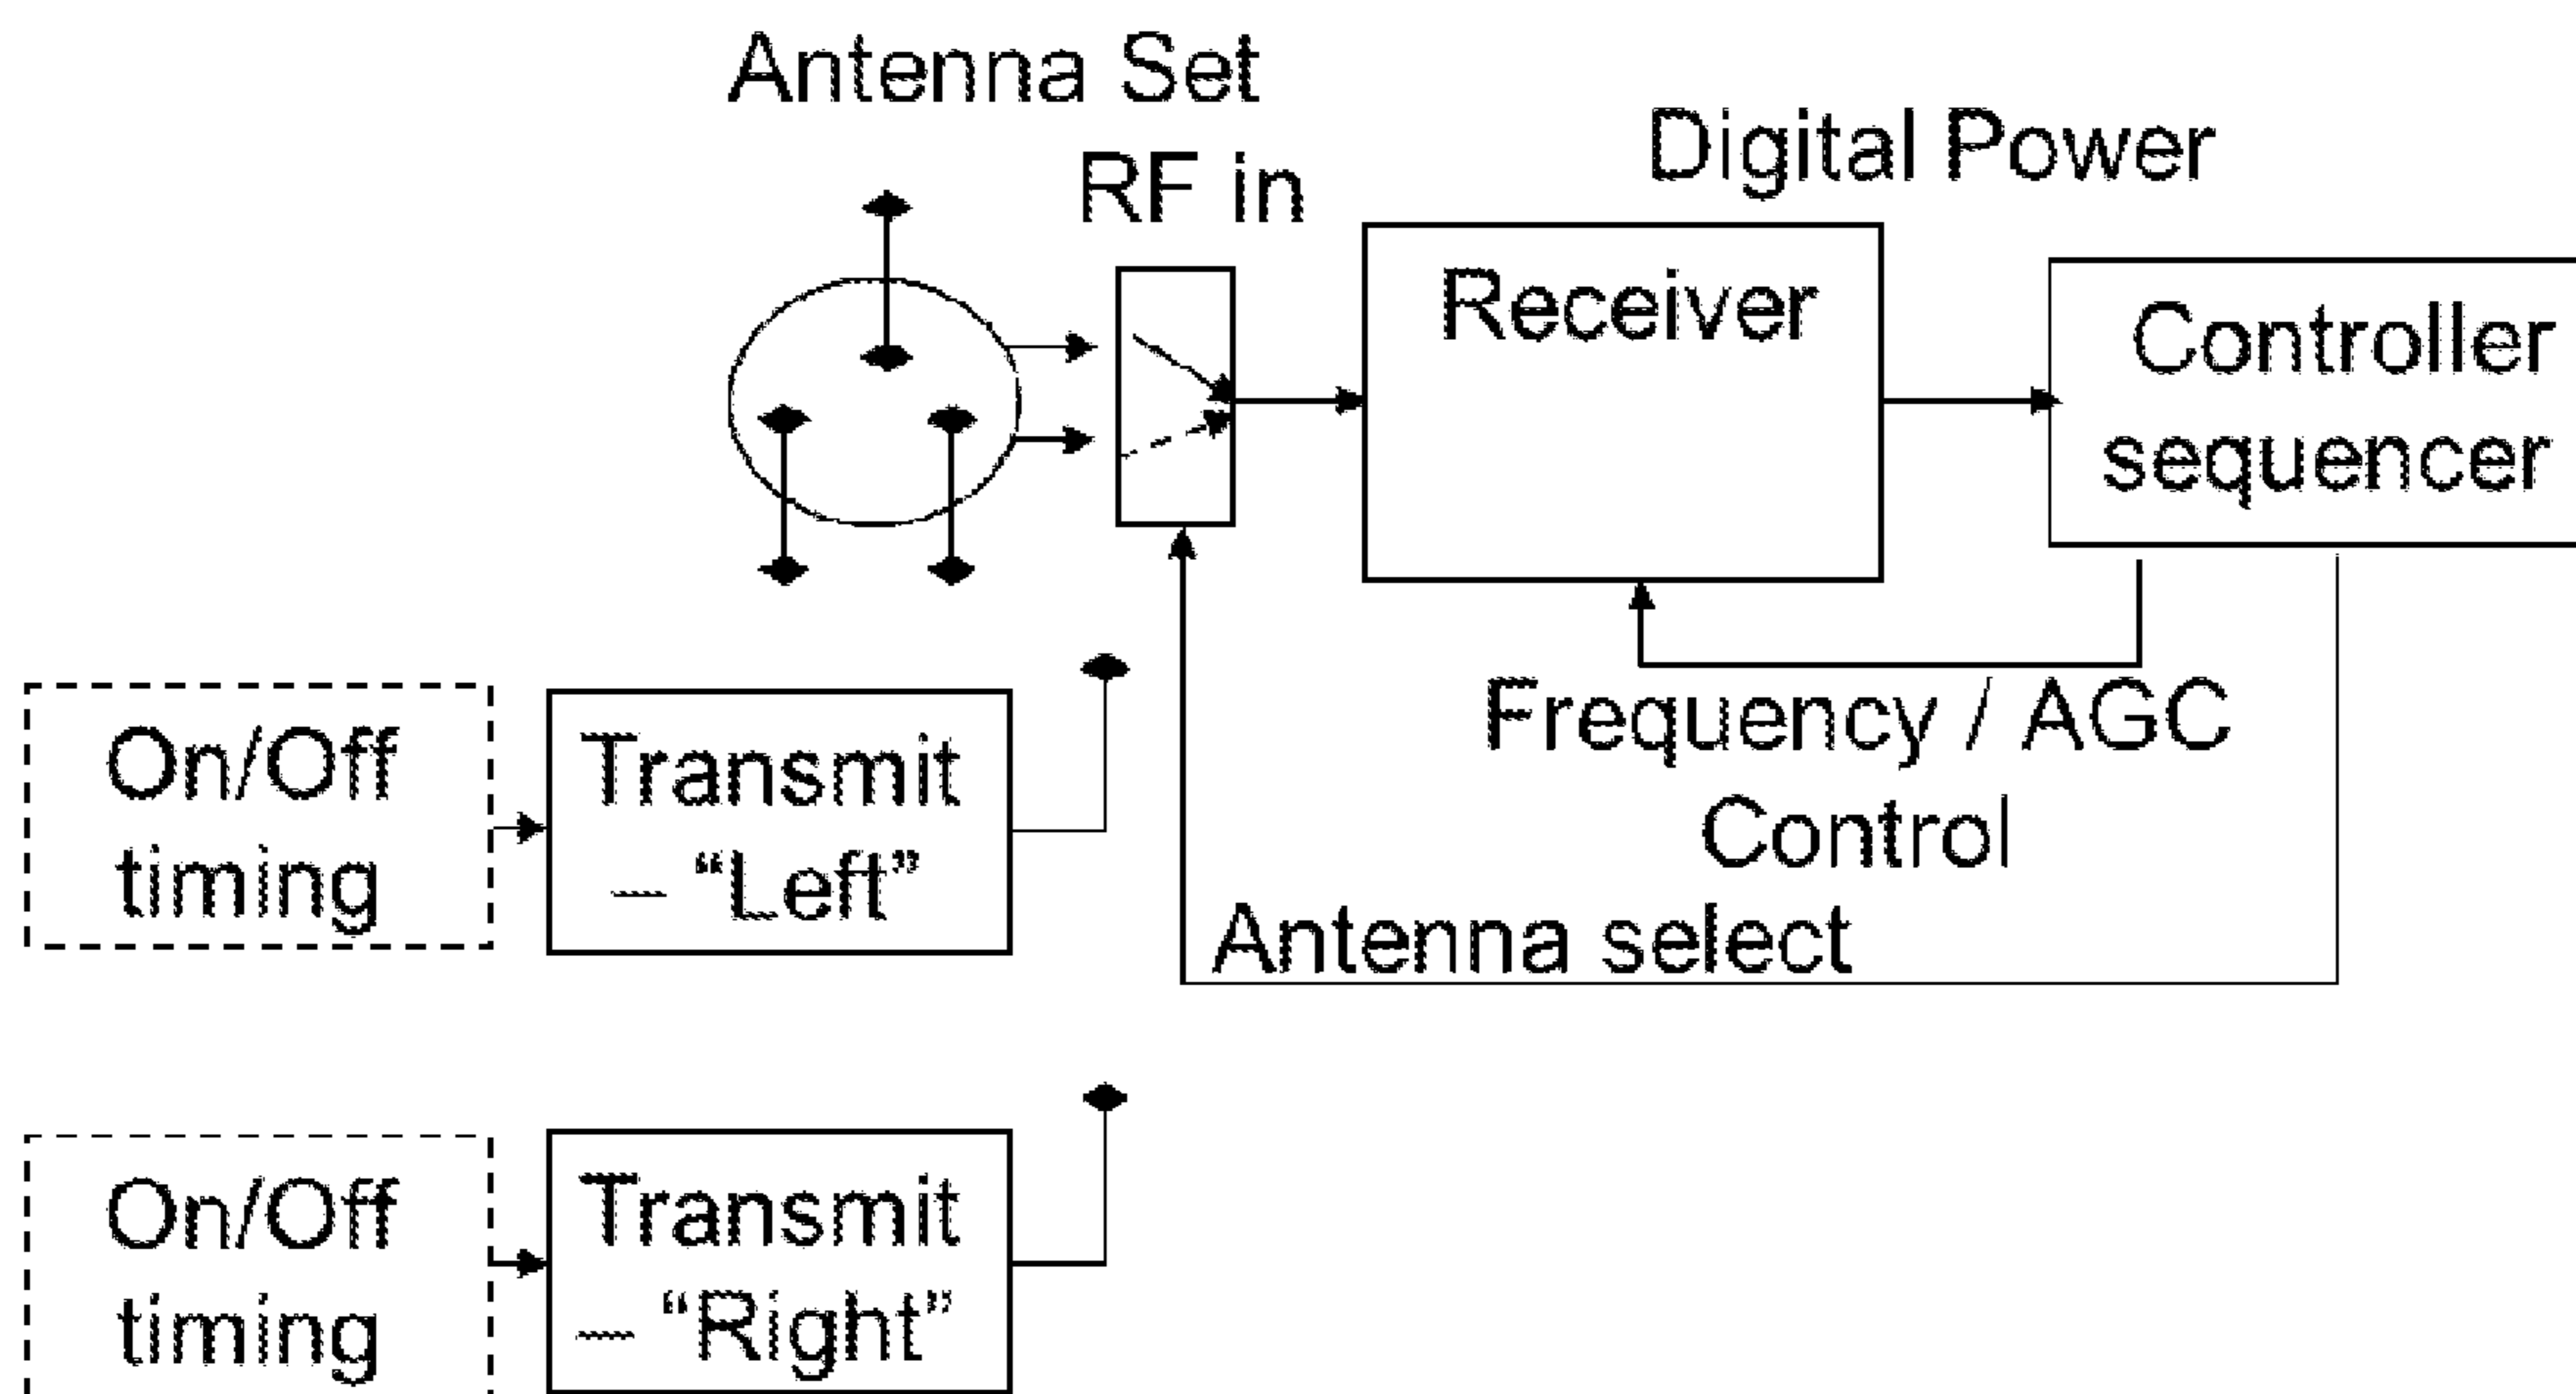 Antenna Set
RF in
Digital Power
Receiver
Controller
sequencer
Frequency / AGC
Control
Antenna select
On/Off
timing
Transmit
– “Left”
On/Off
timing
Transmit
– “Right”